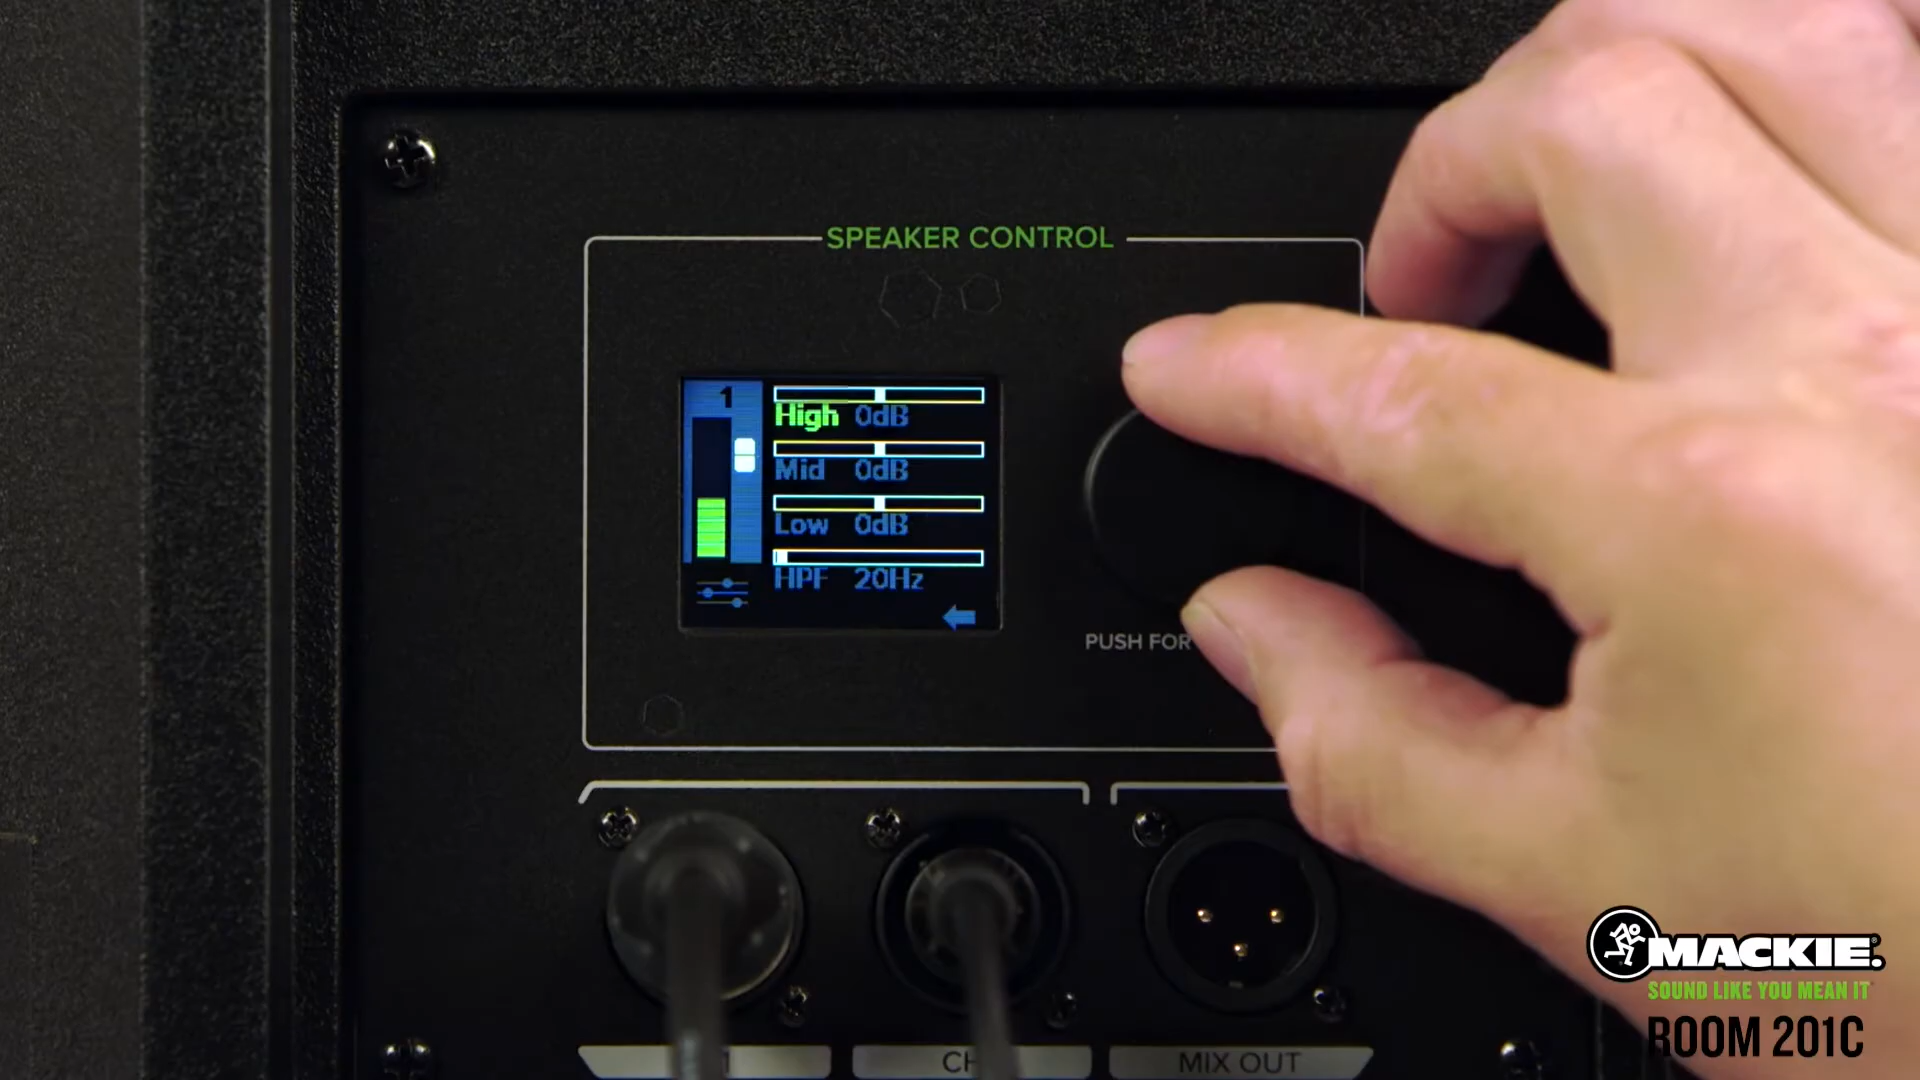 SPEAKER CONTROL
1
High 0dB
Mid 0dB
Low 0dB
HPF 20Hz
PUSH FOR
MIX OUT
MACKIE.
SOUND LIKE YOU MEAN IT
ROOM 201C